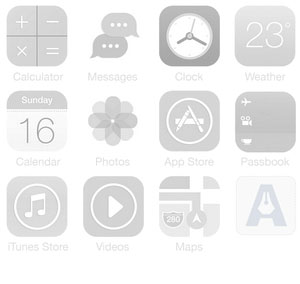 23°
Calculator Messages Clock Weather
Sunday
16
Calendar Photos App Store Passbook
280
iTunes Store Videos Maps
A